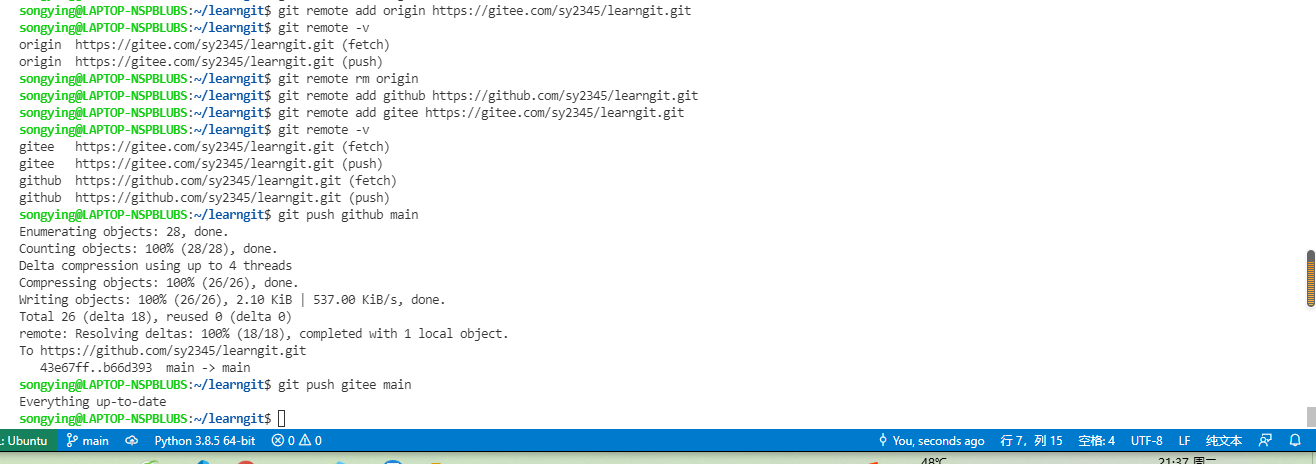 songying@LAPTOP-NSPBLUBS:~/learngit$ git remote add origin https://gitee.com/sy2345/learngit.git
songying@LAPTOP-NSPBLUBS:~/learngit$ git remote -v
origin  https://gitee.com/sy2345/learngit.git (fetch)
origin  https://gitee.com/sy2345/learngit.git (push)
songying@LAPTOP-NSPBLUBS:~/learngit$ git remote rm origin
songying@LAPTOP-NSPBLUBS:~/learngit$ git remote add github https://github.com/sy2345/learngit.git
songying@LAPTOP-NSPBLUBS:~/learngit$ git remote add gitee https://gitee.com/sy2345/learngit.git
songying@LAPTOP-NSPBLUBS:~/learngit$ git remote -v
gitee   https://gitee.com/sy2345/learngit.git (fetch)
gitee   https://gitee.com/sy2345/learngit.git (push)
github  https://github.com/sy2345/learngit.git (fetch)
github  https://github.com/sy2345/learngit.git (push)
songying@LAPTOP-NSPBLUBS:~/learngit$ git push github main
Enumerating objects: 28, done.
Counting objects: 100% (28/28), done.
Delta compression using up to 4 threads
Compressing objects: 100% (26/26), done.
Writing objects: 100% (26/26), 2.10 KiB | 537.00 KiB/s, done.
Total 26 (delta 18), reused 0 (delta 0)
remote: Resolving deltas: 100% (18/18), completed with 1 local object.
To https://github.com/sy2345/learngit.git
   43e67ff..b66d393  main -> main
songying@LAPTOP-NSPBLUBS:~/learngit$ git push gitee main
Everything up-to-date
songying@LAPTOP-NSPBLUBS:~/learngit$
: Ubuntu main Python 3.8.5 64-bit 0 0 You, seconds ago 行 7，列 15 空格: 4 UTF-8 LF 纯文本
48℃ 21:37 周二